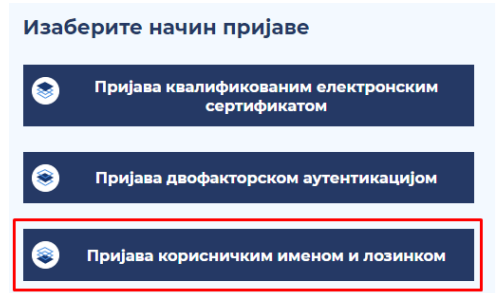 Изаберите начин пријаве
Пријава квалификованим електронским
сертификатом
Пријава двофакторском аутентикацијом
Пријава корисничким именом и лозинком